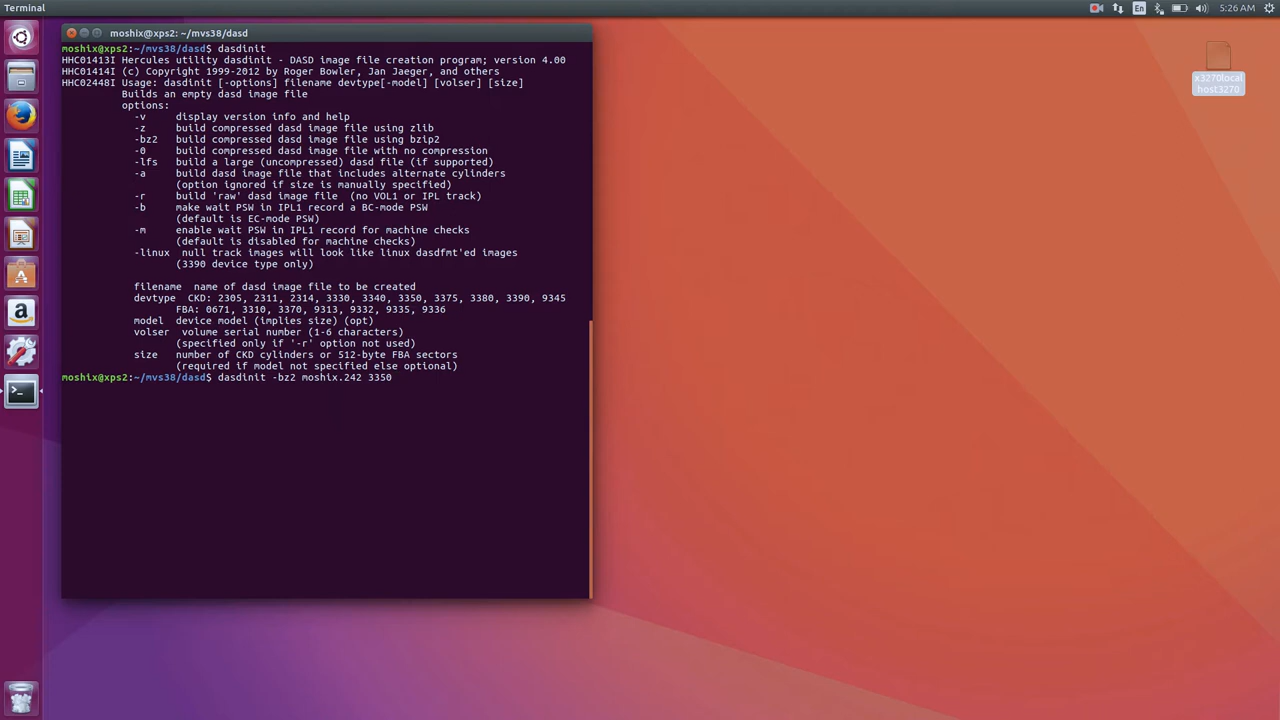 Terminal
En
5:26 AM
moshix@xps2: ~/mvs38/dasd
moshix@xps2:~/mvs38/dasd$ dasdinit
HHC01413I Hercules utility dasdinit - DASD image file creation program; version 4.00
HHC01414I (c) Copyright 1999-2012 by Roger Bowler, Jan Jaeger, and others
HHC02448I Usage: dasdinit [-options] filename devtype[-model] [volser] [size]
Builds an empty dasd image file
options:
-v display version info and help
-z build compressed dasd image file using zlib
-bz2 build compressed dasd image file using bzip2
-0 build compressed dasd image file with no compression
-lfs build a large (uncompressed) dasd file (if supported)
-a build dasd image file that includes alternate cylinders
(option ignored if size is manually specified)
-r build 'raw' dasd image file (no VOL1 or IPL track)
-b make wait PSW in IPL1 record a BC-mode PSW
(default is EC-mode PSW)
-m enable wait PSW in IPL1 record for machine checks
(default is disabled for machine checks)
-linux null track images will look like linux dasdfmt'ed images
(3390 device type only)
filename name of dasd image file to be created
devtype CKD: 2305, 2311, 2314, 3330, 3340, 3350, 3375, 3380, 3390, 9345
FBA: 0671, 3310, 3370, 9313, 9332, 9335, 9336
model device model (implies size) (opt)
volser volume serial number (1-6 characters)
(specified only if '-r' option not used)
size number of CKD cylinders or 512-byte FBA sectors
(required if model not specified else optional)
moshix@xps2:~/mvs38/dasd$ dasdinit -bz2 moshix.242 3350
x3270local
host3270